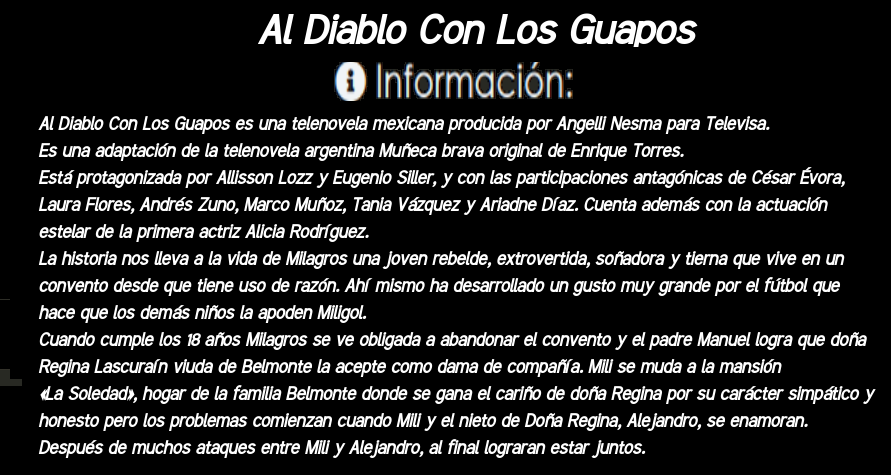 Al Diablo Con Los Guapos
Información:
Al Diablo Con Los Guapos es una telenovela mexicana producida por Angelli Nesma para Televisa.
Es una adaptación de la telenovela argentina Muñeca brava original de Enrique Torres.
Está protagonizada por Allisson Lozz y Eugenio Siller, y con las participaciones antagónicas de César Évora,
Laura Flores, Andrés Zuno, Marco Muñoz, Tania Vázquez y Ariadne Díaz. Cuenta además con la actuación
estelar de la primera actriz Alicia Rodríguez.
La historia nos lleva a la vida de Milagros una joven rebelde, extrovertida, soñadora y tierna que vive en un
convento desde que tiene uso de razón. Ahí mismo ha desarrollado un gusto muy grande por el fútbol que
hace que los demás niños la apoden Miligol.
Cuando cumple los 18 años Milagros se ve obligada a abandonar el convento y el padre Manuel logra que doña
Regina Lascuraín viuda de Belmonte la acepte como dama de compañía. Mili se muda a la mansión
«La Soledad», hogar de la familia Belmonte donde se gana el cariño de doña Regina por su carácter simpático y
honesto pero los problemas comienzan cuando Mili y el nieto de Doña Regina, Alejandro, se enamoran.
Después de muchos ataques entre Mili y Alejandro, al final lograran estar juntos.